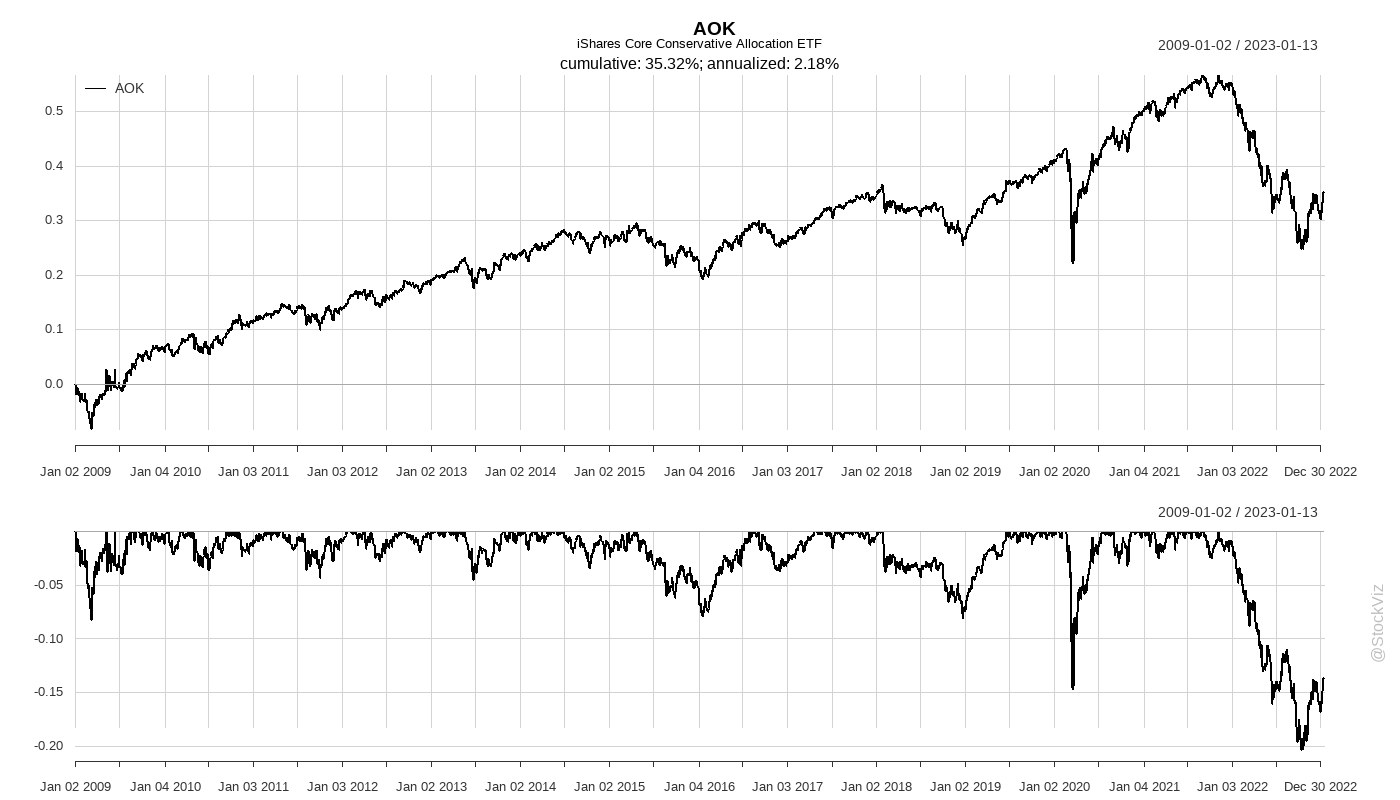 AOK
iShares Core Conservative Allocation ETF
2009-01-02 / 2023-01-13
cumulative: 35.32%; annualized: 2.18%
AOK
0.5
0.4
0.3
0.2
0.1
0.0
Jan 02 2009 Jan 04 2010 Jan 03 2011 Jan 03 2012 Jan 02 2013 Jan 02 2014 Jan 02 2015 Jan 04 2016 Jan 03 2017 Jan 02 2018 Jan 02 2019 Jan 02 2020 Jan 04 2021 Jan 03 2022 Dec 30 2022
2009-01-02 / 2023-01-13
-0.05
-0.10
-0.15
-0.20
Jan 02 2009 Jan 04 2010 Jan 03 2011 Jan 03 2012 Jan 02 2013 Jan 02 2014 Jan 02 2015 Jan 04 2016 Jan 03 2017 Jan 02 2018 Jan 02 2019 Jan 02 2020 Jan 04 2021 Jan 03 2022 Dec 30 2022
@StockViz